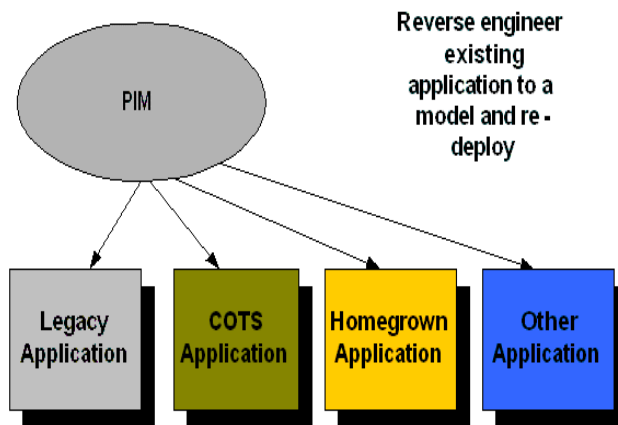 Reverse engineer
existing
application to a
model and re -
deploy
PIM
Legacy
Application
COTS
Application
Homegrown
Application
Other
Application